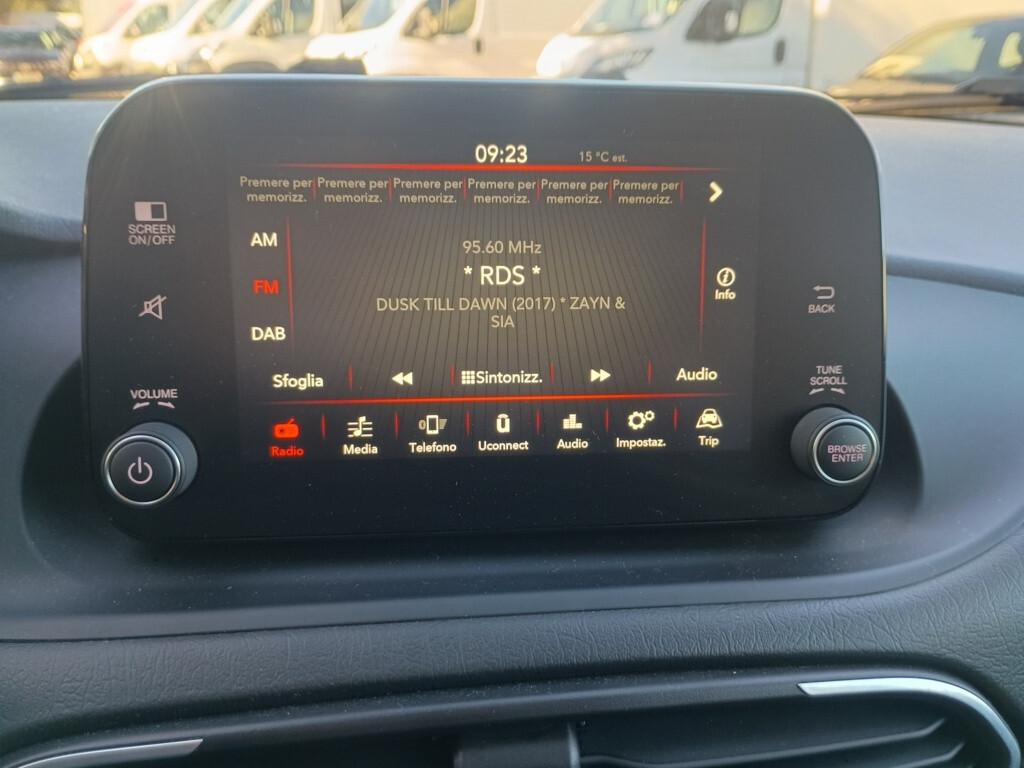 09:23
15 °C est.
Premere per memorizz.
Premere per memorizz.
Premere per memorizz.
Premere per memorizz.
Premere per memorizz.
Premere per memorizz.
SCREEN
ON/OFF
AM
FM
DAB
95.60 MHz
* RDS *
DUSK TILL DAWN (2017) * ZAYN &
SIA
i
Info
BACK
VOLUME
TUNE
SCROLL
Sfoglia
Sintonizz.
Audio
Radio
Media
Telefono
Uconnect
Audio
Impostaz.
Trip
BROWSE
ENTER